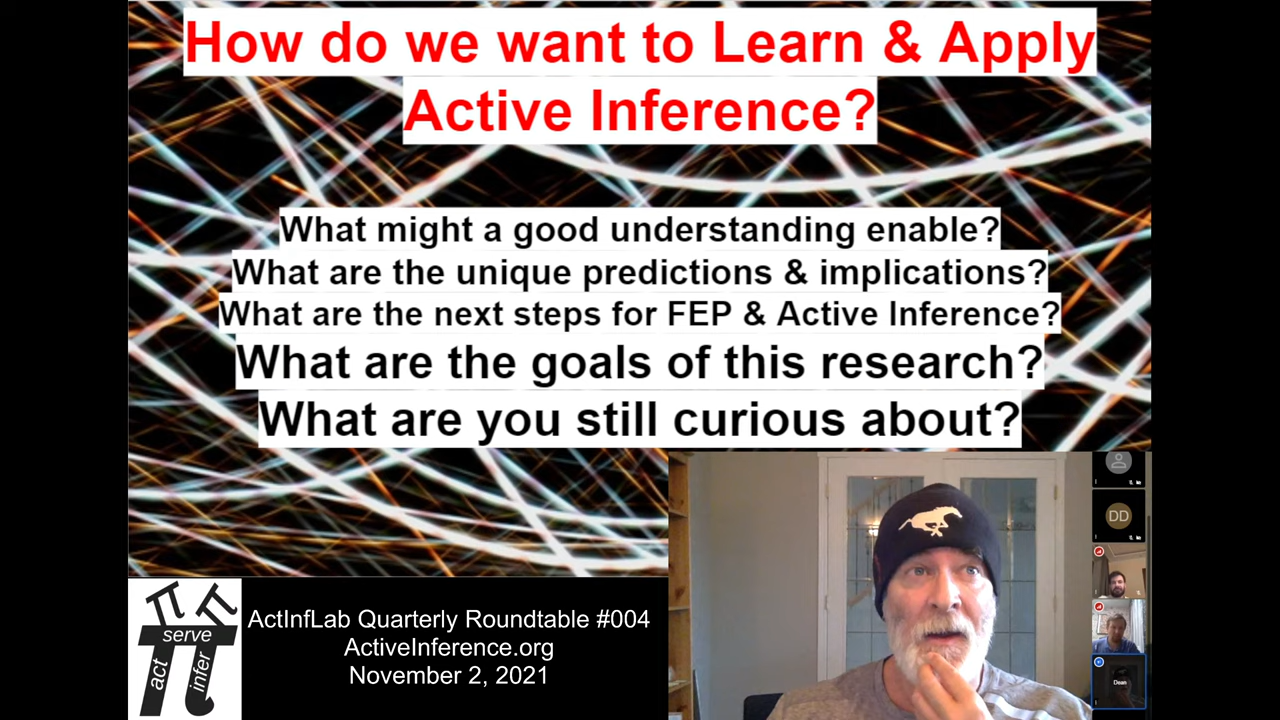 How do we want to Learn & Apply
Active Inference?
What might a good understanding enable?
What are the unique predictions & implications?
What are the next steps for FEP & Active Inference?
What are the goals of this research?
What are you still curious about?
DD
Dean
serve
act
infer
ActInfLab Quarterly Roundtable #004
ActiveInference.org
November 2, 2021